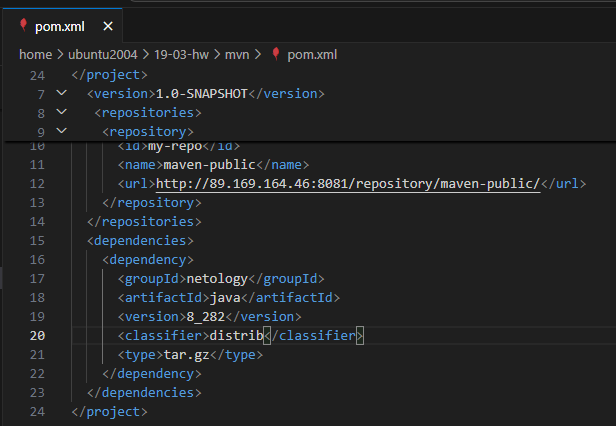 pom.xml
home > ubuntu2004 > 19-03-hw > mvn > pom.xml
24 </project>
7 <version>1.0-SNAPSHOT</version>
8 <repositories>
9 <repository>
10 <id>my-repo</id>
11 <name>maven-public</name>
12 <url>http://89.169.164.46:8081/repository/maven-public/</url>
13 </repository>
14 </repositories>
15 <dependencies>
16 <dependency>
17 <groupId>netology</groupId>
18 <artifactId>java</artifactId>
19 <version>8_282</version>
20 <classifier>distrib</classifier>
21 <type>tar.gz</type>
22 </dependency>
23 </dependencies>
24 </project>